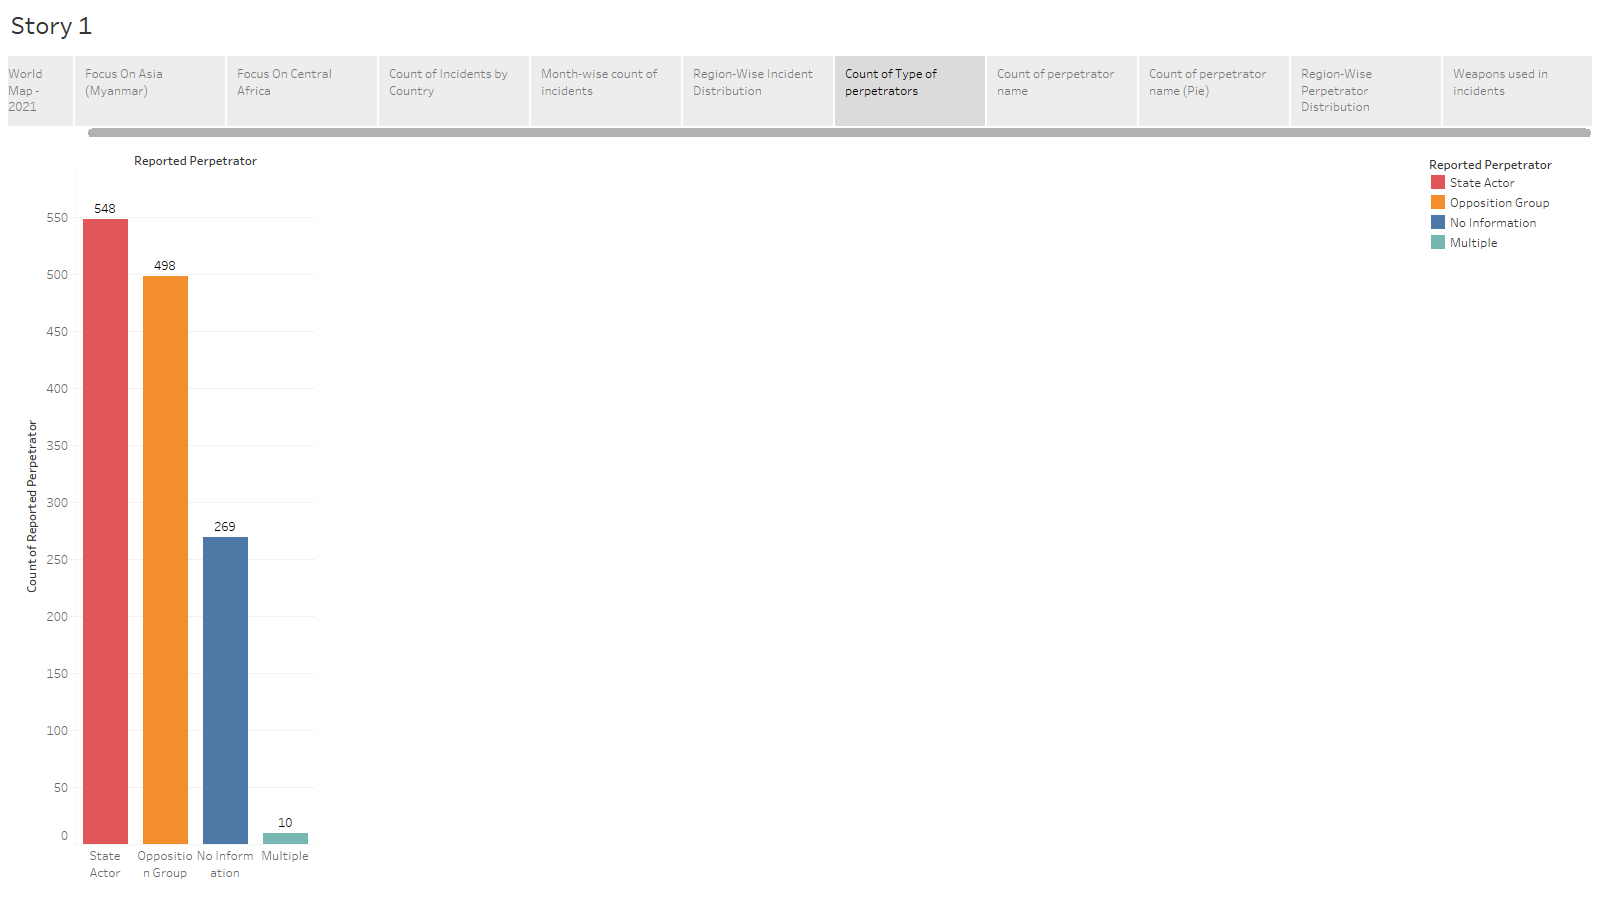 Story 1
World
Map -
2021
Focus On Asia
(Myanmar)
Focus On Central
Africa
Count of Incidents by
Country
Month-wise count of
incidents
Region-Wise Incident
Distribution
Count of Type of
perpetrators
Count of perpetrator
name
Count of perpetrator
name (Pie)
Region-Wise
Perpetrator
Distribution
Weapons used in
incidents
Reported Perpetrator
Count of Reported Perpetrator
550
500
450
400
350
300
250
200
150
100
50
0
548
498
269
10
State
Actor
Oppositio
n Group
No Inform
ation
Multiple
Reported Perpetrator
State Actor
Opposition Group
No Information
Multiple